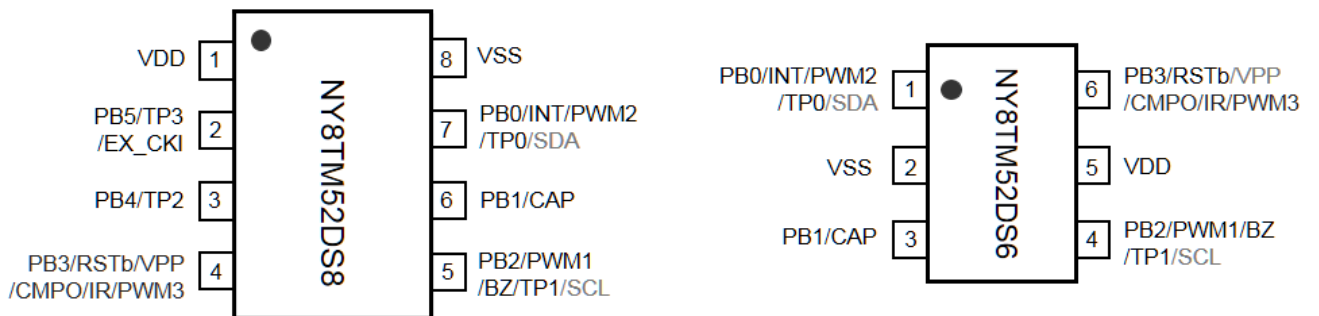 VDD 1
PB5/TP3
/EX_CKI
2
PB4/TP2 3
PB3/RSTb/VPP
/CMPO/IR/PWM3
4
NY8TM52DS8
8 VSS
7
PB0/INT/PWM2
/TP0/SDA
6 PB1/CAP
5
PB2/PWM1
/BZ/TP1/SCL
PB0/INT/PWM2
/TP0/SDA
1
VSS 2
PB1/CAP 3
NY8TM52DS6
6
PB3/RSTb/VPP
/CMPO/IR/PWM3
5 VDD
4
PB2/PWM1/BZ
/TP1/SCL